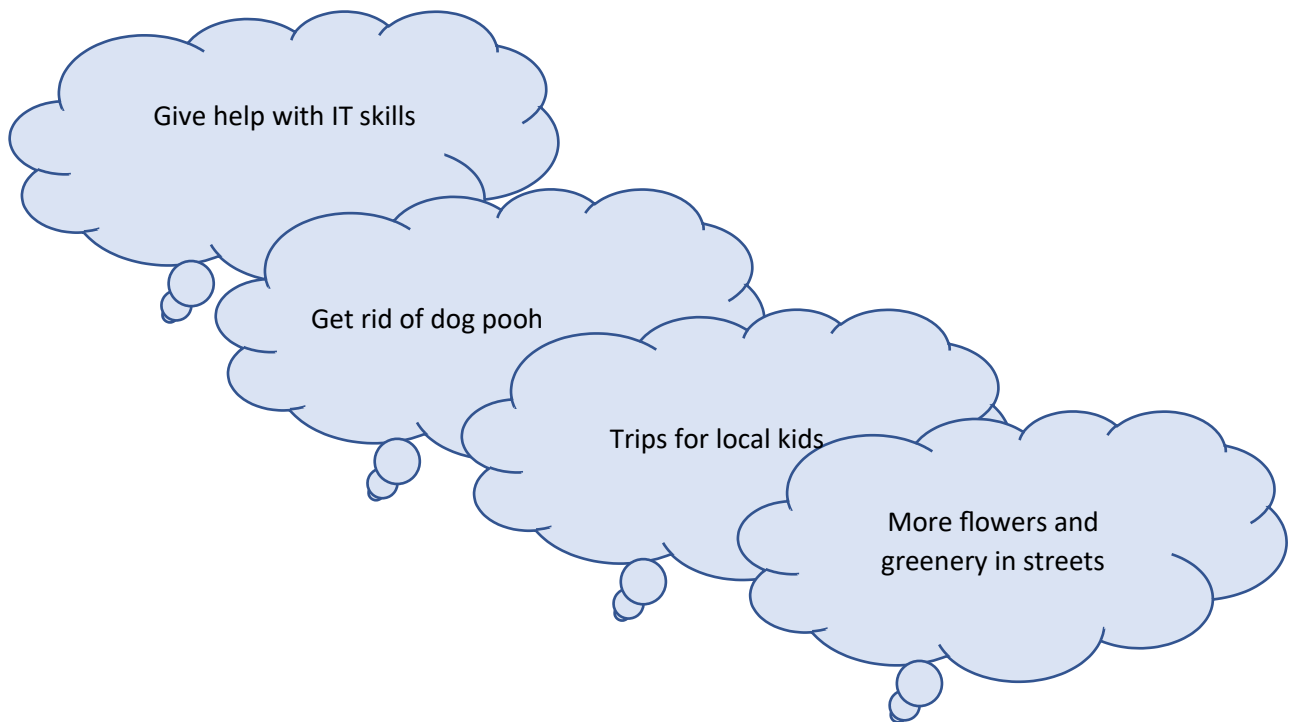 Give help with IT skills
Get rid of dog pooh
Trips for local kids
More flowers and
greenery in streets